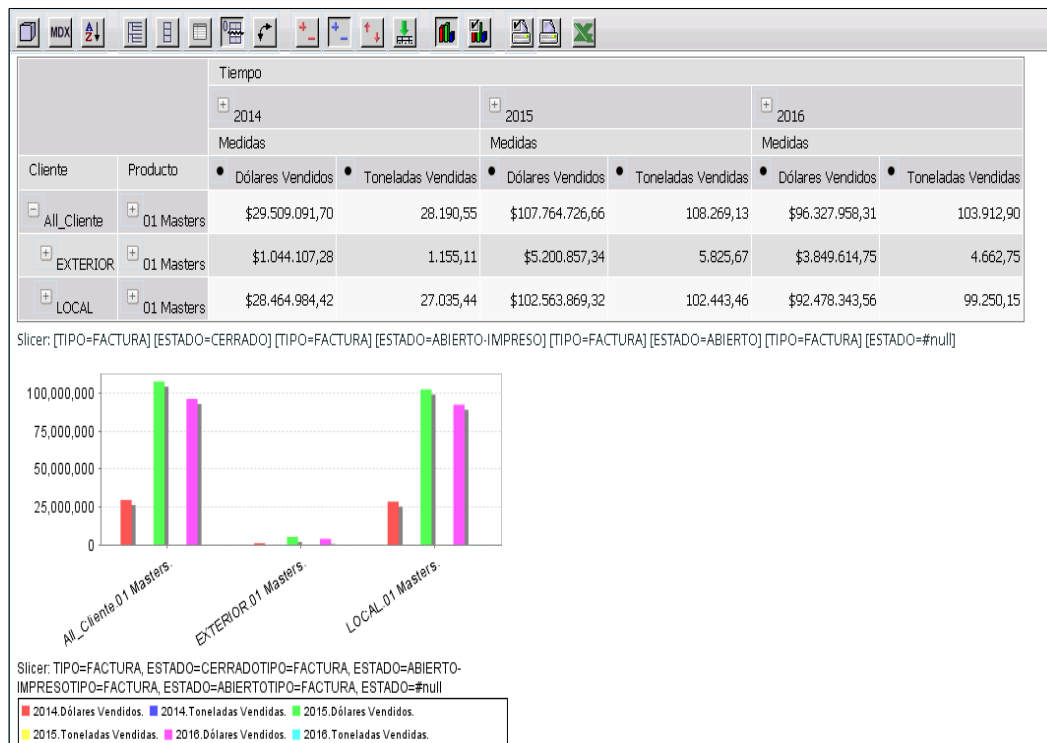 MDX
Tiempo
2014 2015 2016
Medidas Medidas Medidas
Cliente Producto Dólares Vendidos Toneladas Vendidas Dólares Vendidos Toneladas Vendidas Dólares Vendidos Toneladas Vendidas
All_Cliente 01 Masters $29.509.091,70 28.190,55 $107.764.726,66 108.269,13 $96.327.958,31 103.912,90
EXTERIOR 01 Masters $1.044.107,28 1.155,11 $5.200.857,34 5.825,67 $3.849.614,75 4.662,75
LOCAL 01 Masters $28.464.984,42 27.035,44 $102.563.869,32 102.443,46 $92.478.343,56 99.250,15
Slicer: [TIPO=FACTURA] [ESTADO=CERRADO] [TIPO=FACTURA] [ESTADO=ABIERTO-IMPRESO] [TIPO=FACTURA] [ESTADO=ABIERTO] [TIPO=FACTURA] [ESTADO=#null]
100,000,000
75,000,000
50,000,000
25,000,000
0
All_Cliente.01 Masters.
EXTERIOR.01 Masters.
LOCAL.01 Masters.
Slicer: TIPO=FACTURA, ESTADO=CERRADOTIPO=FACTURA, ESTADO=ABIERTO-
IMPRESOTIPO=FACTURA, ESTADO=ABIERTOTIPO=FACTURA, ESTADO=#null
2014.Dólares Vendidos. 2014.Toneladas Vendidas. 2015.Dólares Vendidos.
2015.Toneladas Vendidas. 2016.Dólares Vendidos. 2016.Toneladas Vendidas.